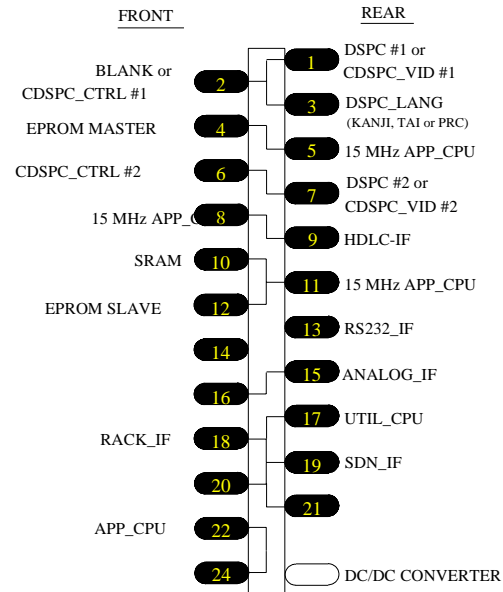 FRONT
REAR
1
DSPC #1 or
CDSPC_VID #1
BLANK or
CDSPC_CTRL #1
2
3
DSPC_LANG
(KANJI, TAI or PRC)
EPROM MASTER
4
5
15 MHz APP_CPU
CDSPC_CTRL #2
6
7
DSPC #2 or
CDSPC_VID #2
15 MHz APP_C
8
9
HDLC-IF
SRAM
10
11
15 MHz APP_CPU
EPROM SLAVE
12
13
RS232_IF
14
15
ANALOG_IF
16
17
UTIL_CPU
RACK_IF
18
19
SDN_IF
20
21
APP_CPU
22
24
DC/DC CONVERTER